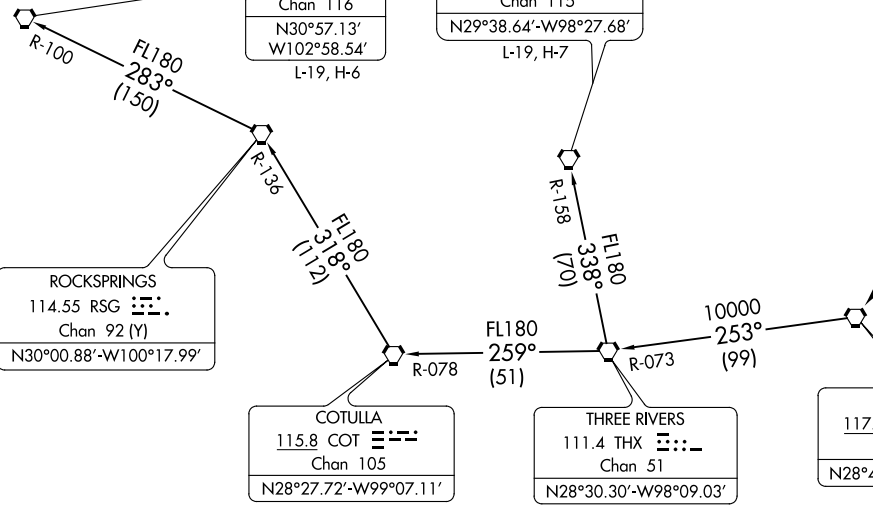 Chan 116
N30°57.13'
W102°58.54'
L-19, H-6
Chan 115
N29°38.64'-W98°27.68'
L-19, H-7
R-100
FL180
283°
(150)
R-136
FL180
318°
(112)
R-158
FL180
338°
(70)
ROCKSPRINGS
114.55 RSG
Chan 92 (Y)
N30°00.88'-W100°17.99'
R-078
FL180
259°
(51)
R-073
10000
253°
(99)
COTULLA
115.8 COT
Chan 105
N28°27.72'-W99°07.11'
THREE RIVERS
111.4 THX
Chan 51
N28°30.30'-W98°09.03'
117.
N28°4